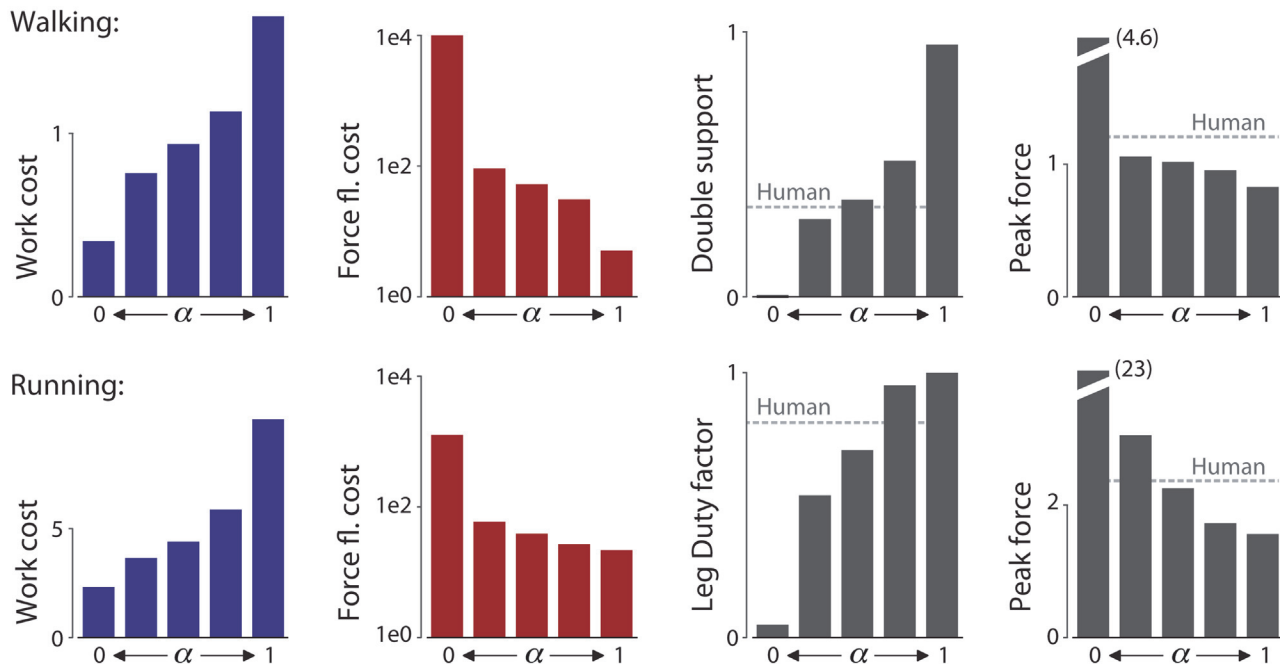 Walking:
Work cost
1
0
0 ← α → 1
Force fl. cost
1e4
1e2
1e0
0 ← α → 1
Double support
1
0
Human
0 ← α → 1
Peak force
(4.6)
Human
1
0
0 ← α → 1
Running:
Work cost
5
0
0 ← α → 1
Force fl. cost
1e4
1e2
1e0
0 ← α → 1
Leg Duty factor
1
0
Human
0 ← α → 1
Peak force
(23)
Human
2
0
0 ← α → 1